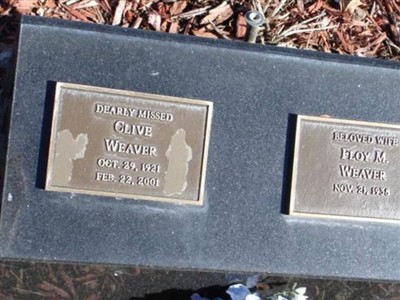 DEARLY MISSED
CLIVE
WEAVER
OCT. 29, 1921
FEB. 22, 2001
BELOVED WIFE
FLOY M.
WEAVER
NOV. 21, 1936